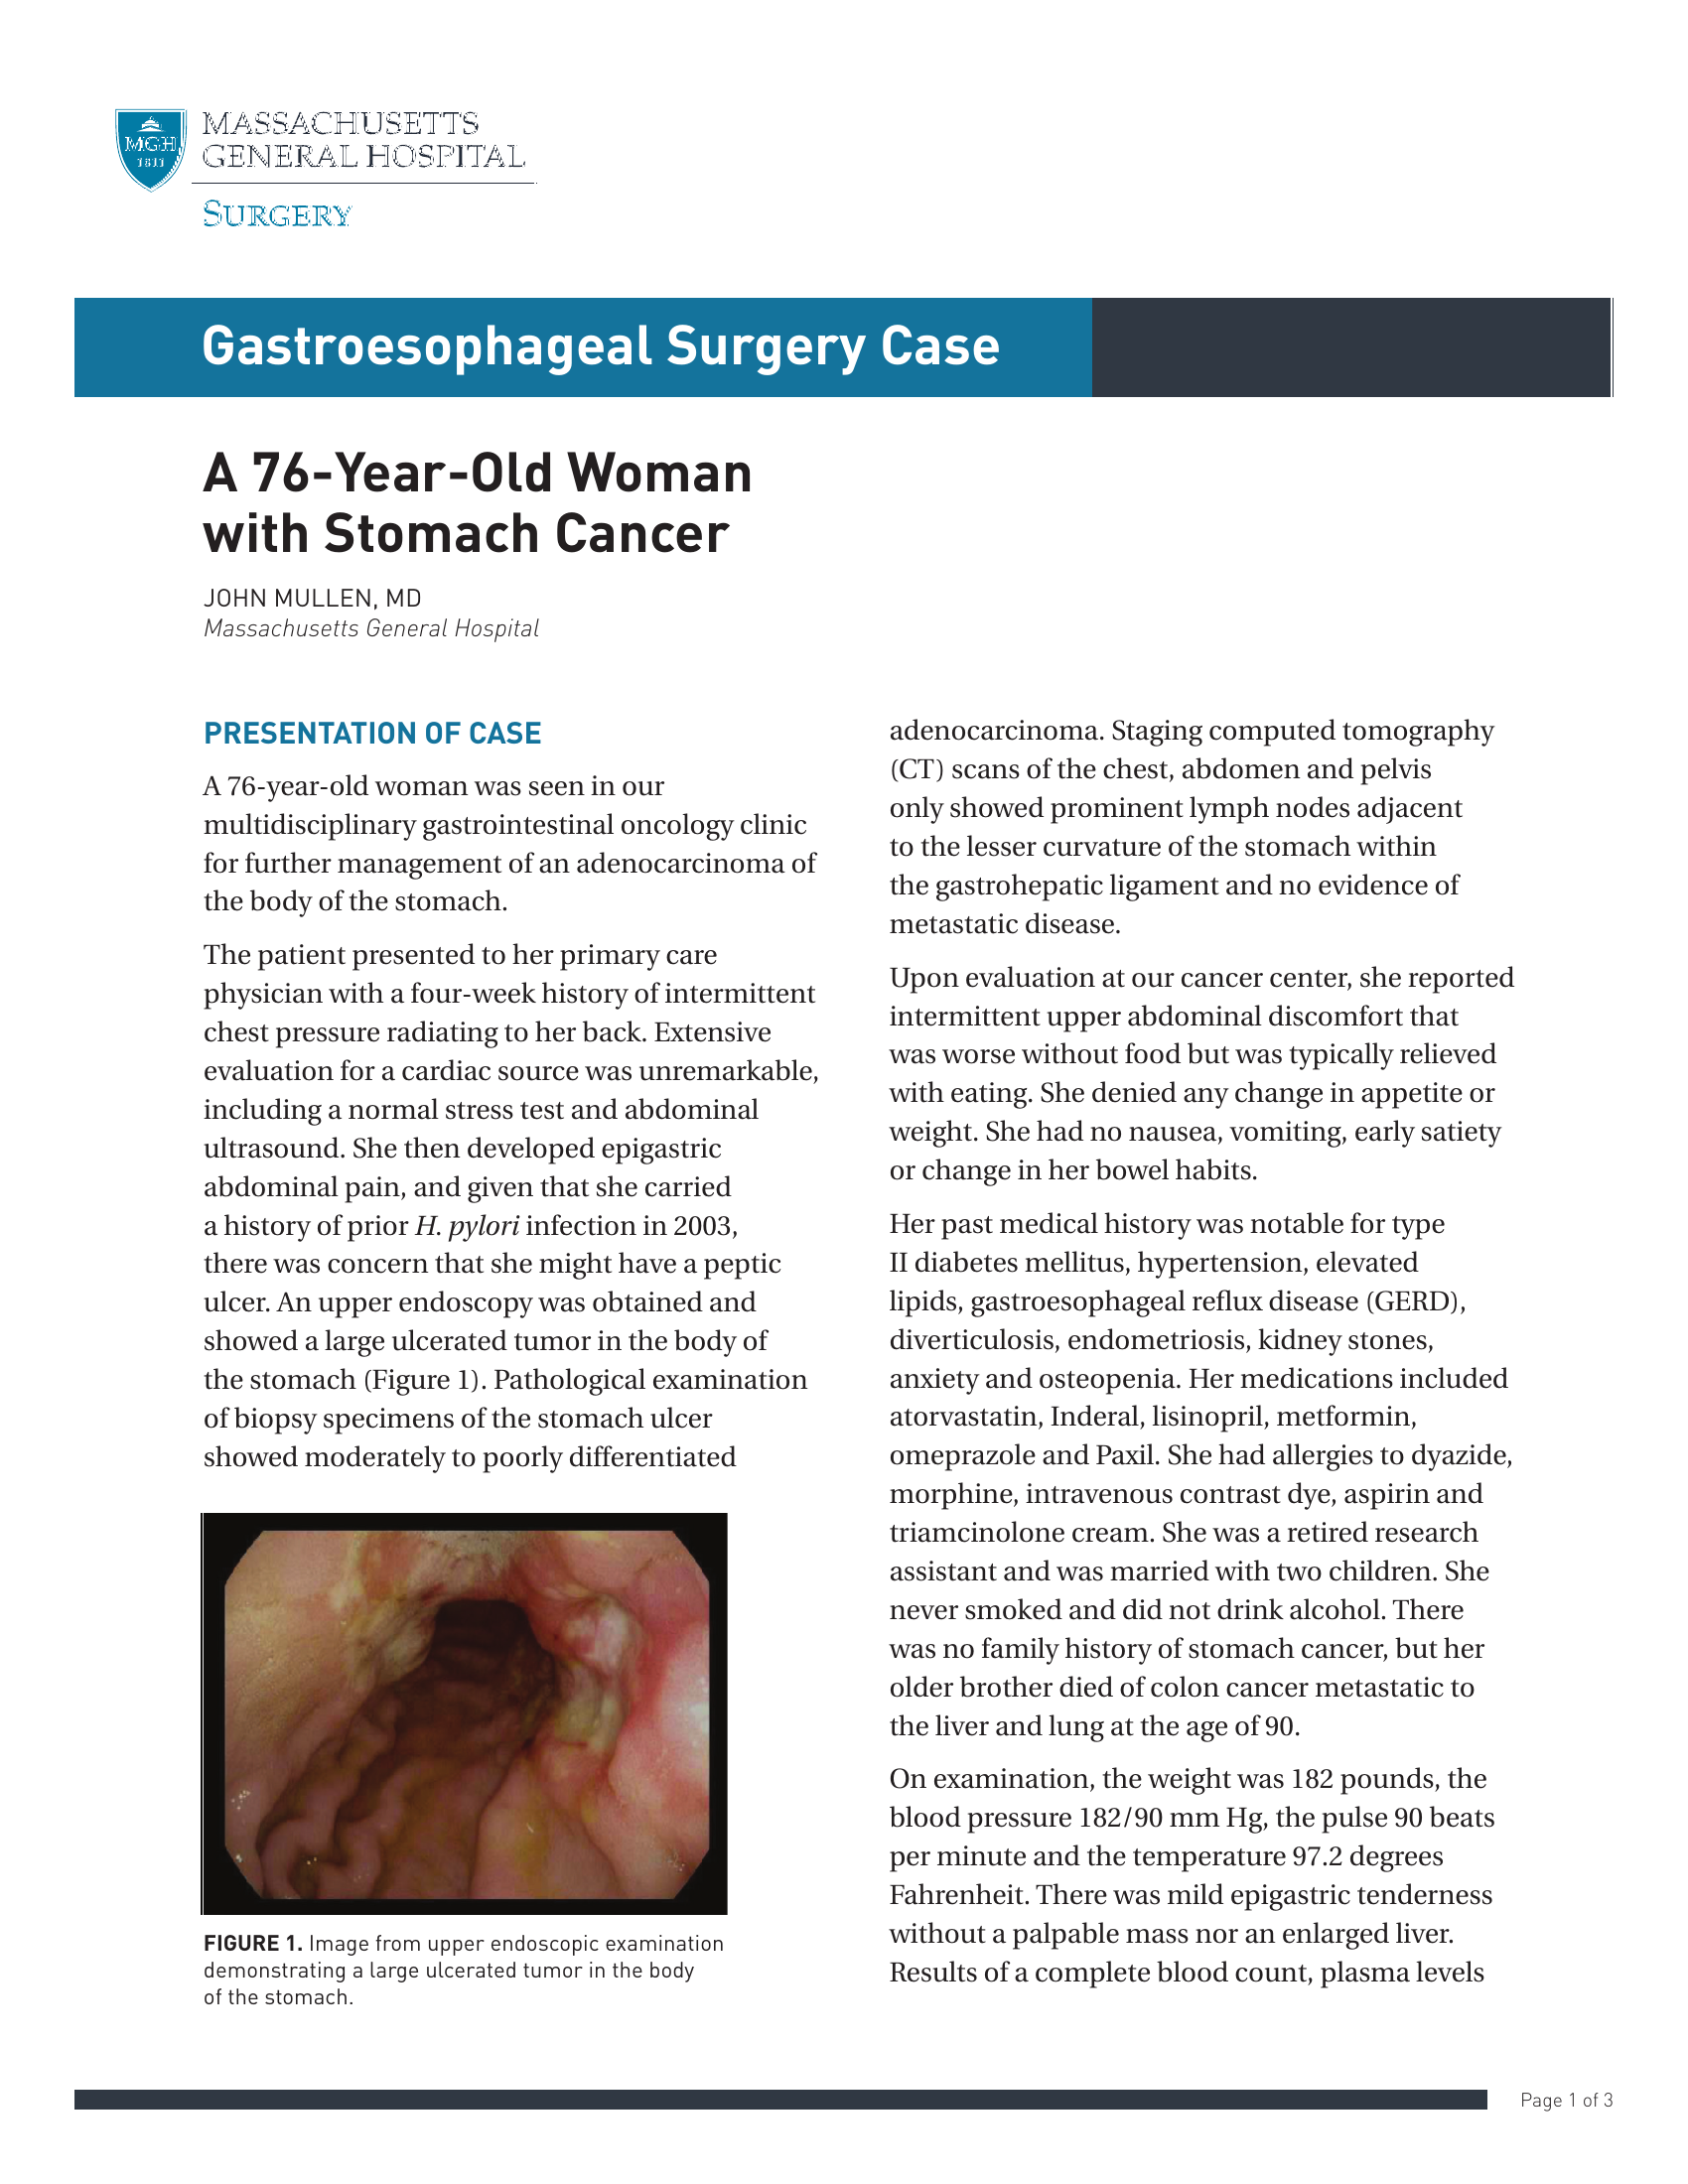 MGH
1811
MASSACHUSETTS
GENERAL HOSPITAL
SURGERY
Gastroesophageal Surgery Case
A 76-Year-Old Woman
with Stomach Cancer
JOHN MULLEN, MD
Massachusetts General Hospital
PRESENTATION OF CASE
A 76-year-old woman was seen in our
multidisciplinary gastrointestinal oncology clinic
for further management of an adenocarcinoma of
the body of the stomach.
The patient presented to her primary care
physician with a four-week history of intermittent
chest pressure radiating to her back. Extensive
evaluation for a cardiac source was unremarkable,
including a normal stress test and abdominal
ultrasound. She then developed epigastric
abdominal pain, and given that she carried
a history of prior H. pylori infection in 2003,
there was concern that she might have a peptic
ulcer. An upper endoscopy was obtained and
showed a large ulcerated tumor in the body of
the stomach (Figure 1). Pathological examination
of biopsy specimens of the stomach ulcer
showed moderately to poorly differentiated
FIGURE 1. Image from upper endoscopic examination
demonstrating a large ulcerated tumor in the body
of the stomach.
adenocarcinoma. Staging computed tomography
(CT) scans of the chest, abdomen and pelvis
only showed prominent lymph nodes adjacent
to the lesser curvature of the stomach within
the gastrohepatic ligament and no evidence of
metastatic disease.
Upon evaluation at our cancer center, she reported
intermittent upper abdominal discomfort that
was worse without food but was typically relieved
with eating. She denied any change in appetite or
weight. She had no nausea, vomiting, early satiety
or change in her bowel habits.
Her past medical history was notable for type
II diabetes mellitus, hypertension, elevated
lipids, gastroesophageal reflux disease (GERD),
diverticulosis, endometriosis, kidney stones,
anxiety and osteopenia. Her medications included
atorvastatin, Inderal, lisinopril, metformin,
omeprazole and Paxil. She had allergies to dyazide,
morphine, intravenous contrast dye, aspirin and
triamcinolone cream. She was a retired research
assistant and was married with two children. She
never smoked and did not drink alcohol. There
was no family history of stomach cancer, but her
older brother died of colon cancer metastatic to
the liver and lung at the age of 90.
On examination, the weight was 182 pounds, the
blood pressure 182/90 mm Hg, the pulse 90 beats
per minute and the temperature 97.2 degrees
Fahrenheit. There was mild epigastric tenderness
without a palpable mass nor an enlarged liver.
Results of a complete blood count, plasma levels
Page 1 of 3